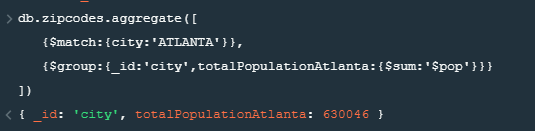 > db.zipcodes.aggregate([
{$match:{city:'ATLANTA'}},
{$group:{_id:'city',totalPopulationAtlanta:{$sum:'$pop'}}}
])
< { _id: 'city', totalPopulationAtlanta: 630046 }